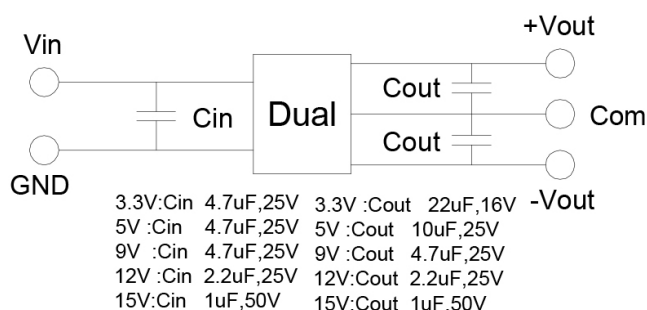 +Vout
Vin
Cout
Cin
Dual
Com
Cout
GND
-Vout
3.3V:Cin 4.7uF,25V 3.3V :Cout 22uF,16V
5V :Cin 4.7uF,25V 5V :Cout 10uF,25V
9V :Cin 4.7uF,25V 9V :Cout 4.7uF,25V
12V :Cin 2.2uF,25V 12V:Cout 2.2uF,25V
15V:Cin 1uF,50V 15V:Cout 1uF,50V